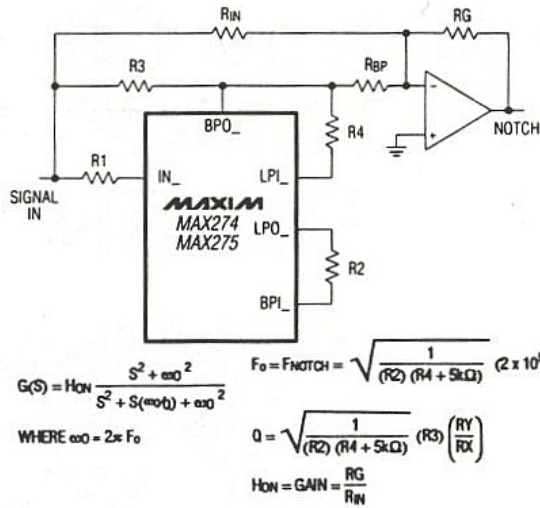 RIN
RG
R3
RBP
BPO_
R4
NOTCH
R1
IN_
LPI_
SIGNAL
IN
MAXIM
MAX274
MAX275
LPO_
R2
BPI_
- +
G(S) = HON S² + ω0² / S² + S(ω0/Q) + ω0²
F0 = FNOTCH = √ 1 / (R2) (R4 + 5kΩ) (2 x 10
WHERE ω0 = 2π F0
Q = √ 1 / (R2) (R4 + 5kΩ) (R3) (RY / RX)
HON = GAIN = RG / RIN